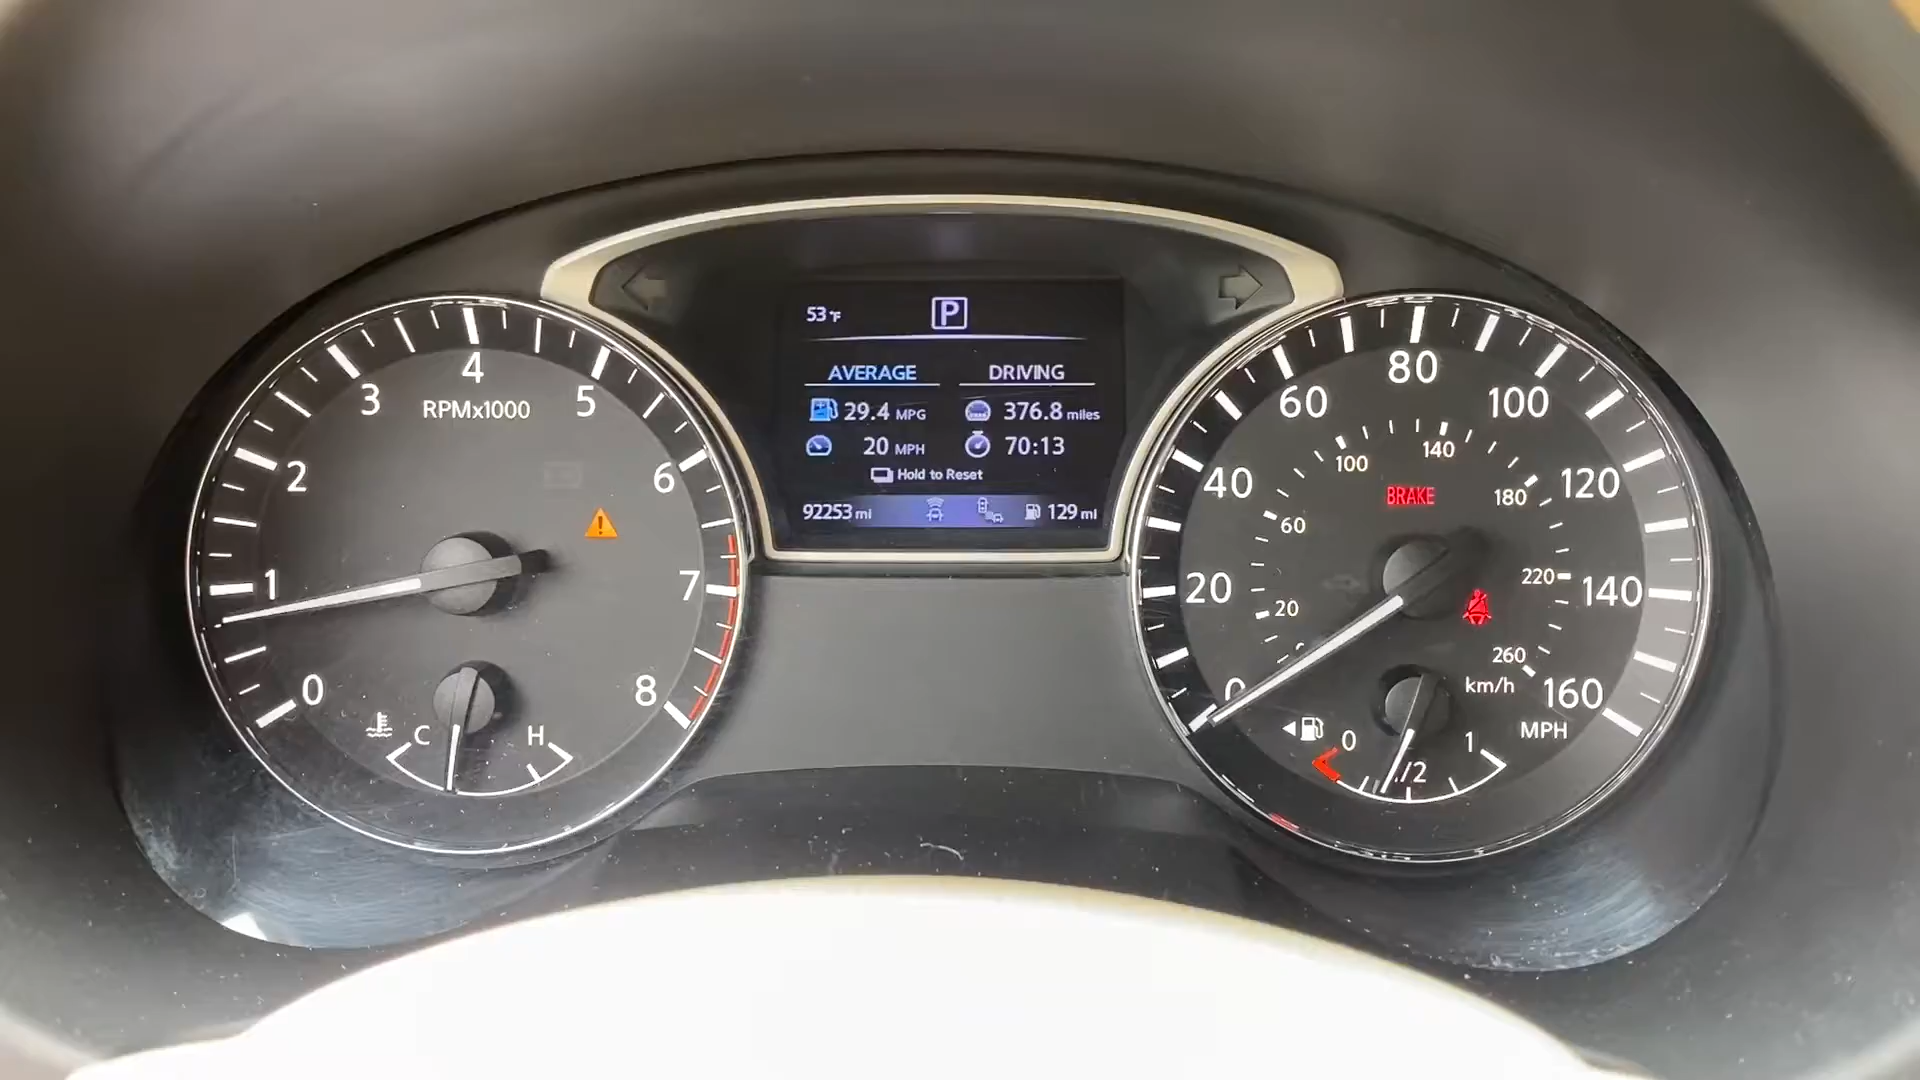 53°F P
AVERAGE DRIVING
29.4 MPG 376.8 miles
20 MPH 70:13
Hold to Reset
92253 mi 129 mi
0 1 2 3 4 5 6 7 8
RPMx1000
C H
0 20 40 60 80 100 120 140 160
MPH
20 60 100 140 180 220 260
km/h
BRAKE
0 1/2 1